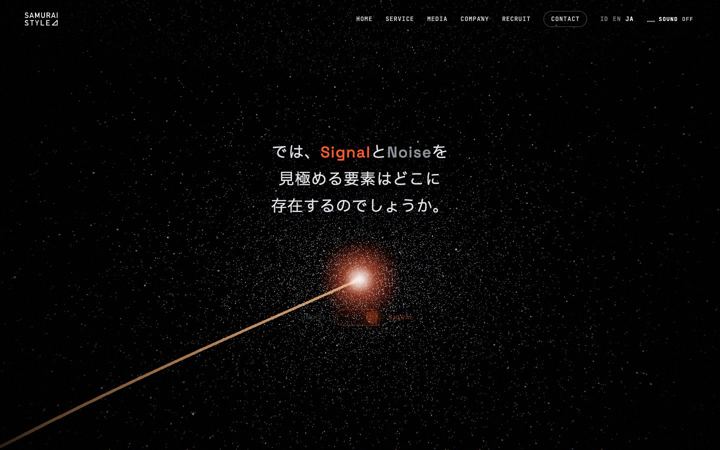 SAMURAI
STYLE
HOME SERVICE MEDIA COMPANY RECRUIT CONTACT ID EN JA SOUND OFF
では、SignalとNoiseを
見極める要素はどこに
存在するのでしょうか。